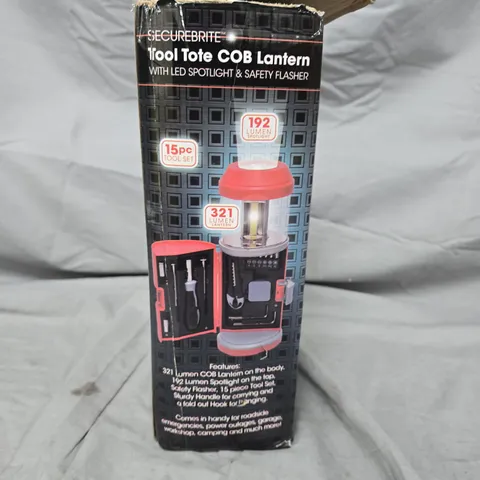 SECUREBRITE™
Tool Tote COB Lantern
WITH LED SPOTLIGHT & SAFETY FLASHER
192
LUMEN
SPOTLIGHT
15pc
TOOL SET
321
LUMEN
LANTERN
Features:
321 Lumen COB Lantern on the body,
192 Lumen Spotlight on the top,
Safety Flasher, 15 piece Tool Set,
Sturdy Handle for carrying and
a fold out Hook for hanging.
Comes in handy for roadside
emergencies, power outages, garage,
workshop, camping and much more!